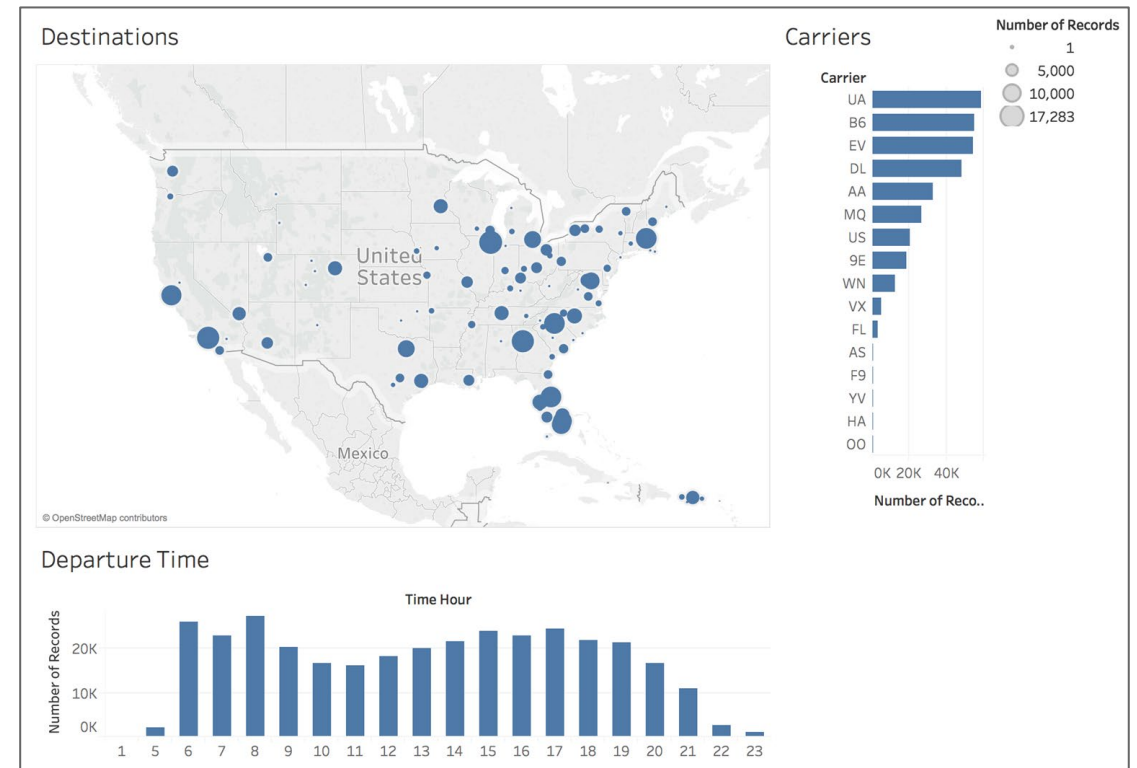 Destinations
United
States
Mexico
© OpenStreetMap contributors
Carriers
Carrier
UA
B6
EV
DL
AA
MQ
US
9E
WN
VX
FL
AS
F9
YV
HA
OO
0K 20K 40K
Number of Reco..
Number of Records
1
5,000
10,000
17,283
Departure Time
Time Hour
Number of Records
20K
10K
0K
1 5 6 7 8 9 10 11 12 13 14 15 16 17 18 19 20 21 22 23